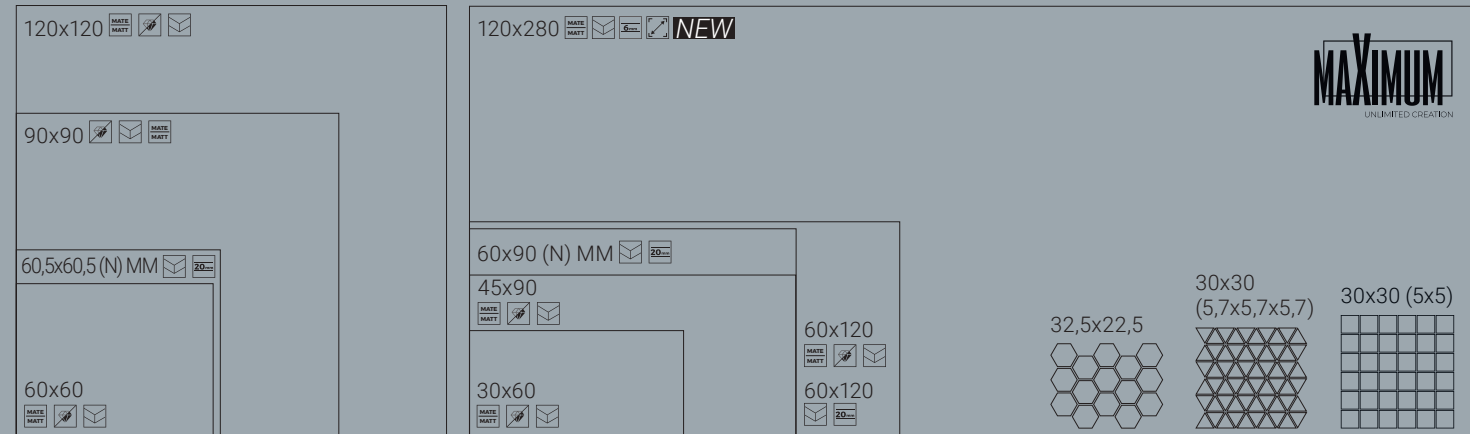 120x120 MATE MATT
90x90 MATE MATT
60,5x60,5 (N) MM 20mm
60x60
MATE MATT
120x280 MATE MATT 6mm NEW
MAXIMUM
UNLIMITED CREATION
60x90 (N) MM 20mm
45x90
MATE MATT
30x60
MATE MATT
60x120
MATE MATT
60x120
20mm
32,5x22,5
30x30
(5,7x5,7x5,7)
30x30 (5x5)